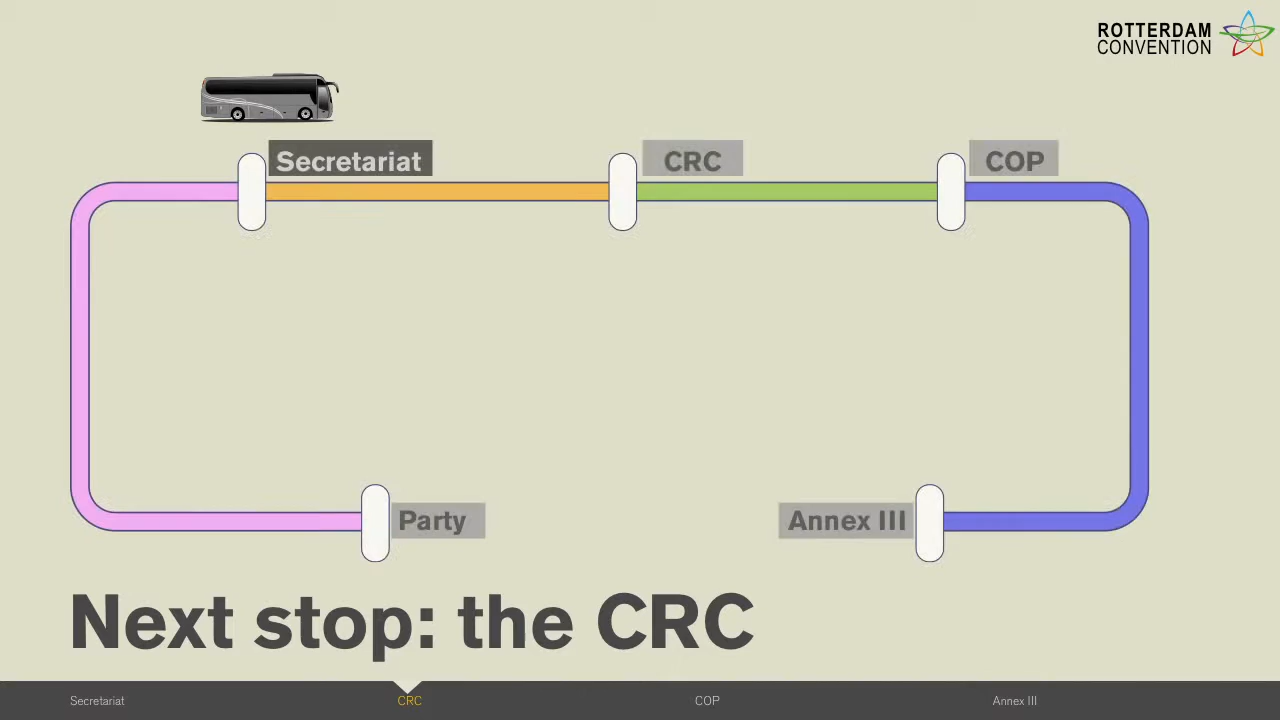 ROTTERDAM
CONVENTION
Secretariat
CRC
COP
Party
Annex III
Next stop: the CRC
Secretariat
CRC
COP
Annex III